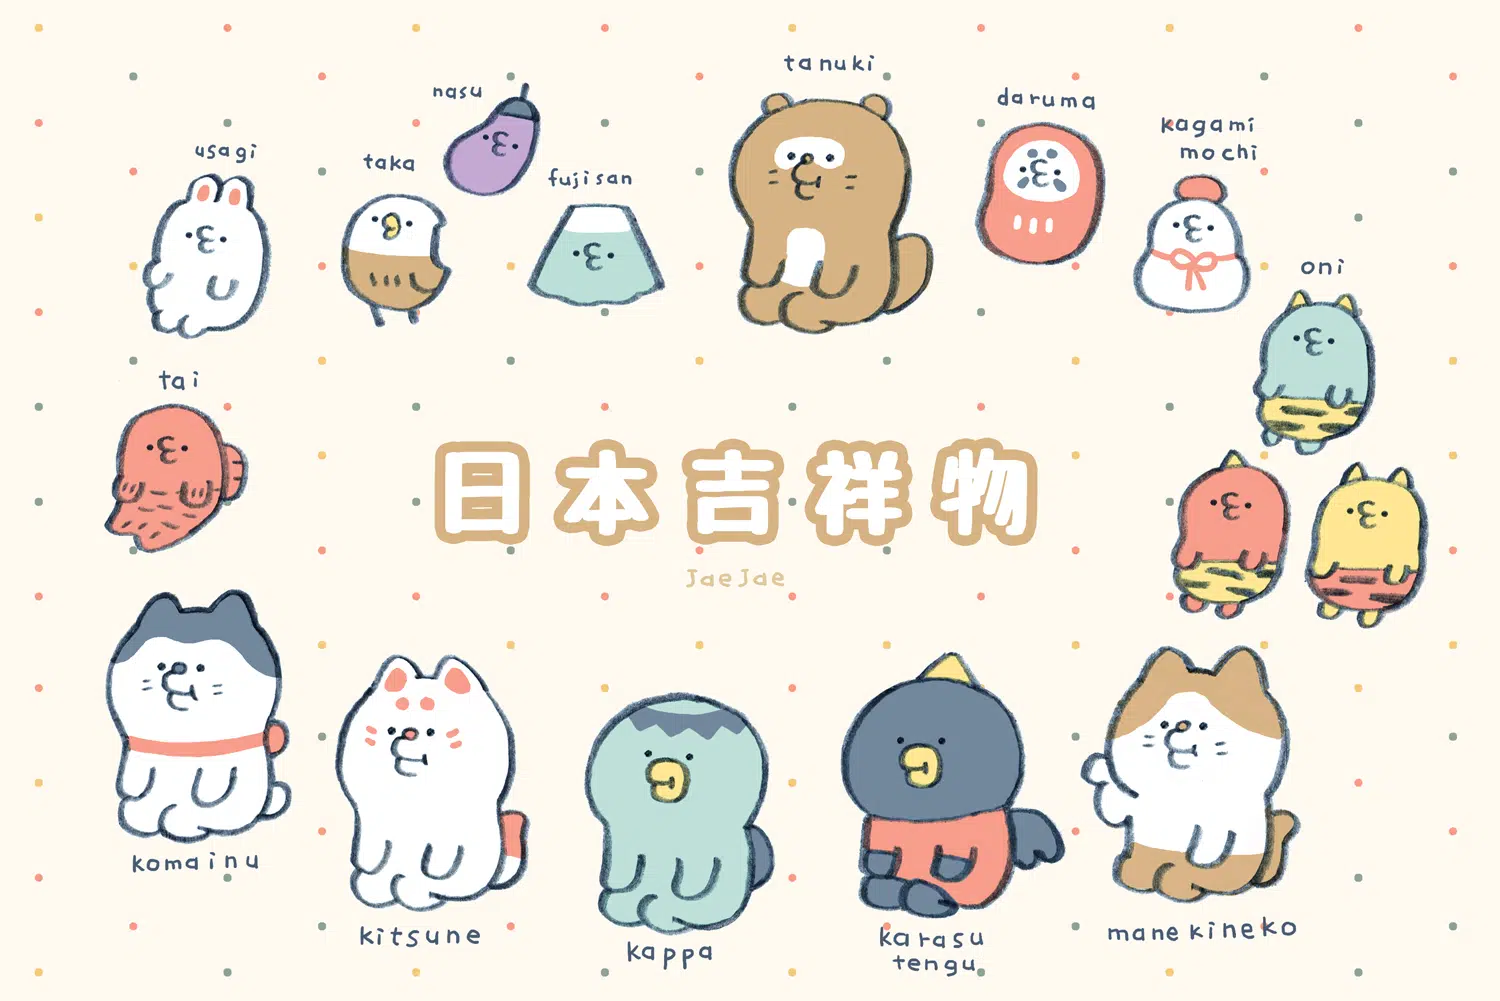 tanuki
nasu
daruma
kagami
mochi
usagi
taka
fujisan
oni
tai
日本吉祥物
JaeJae
komainu
kitsune
kappa
karasu
tengu
manekineko